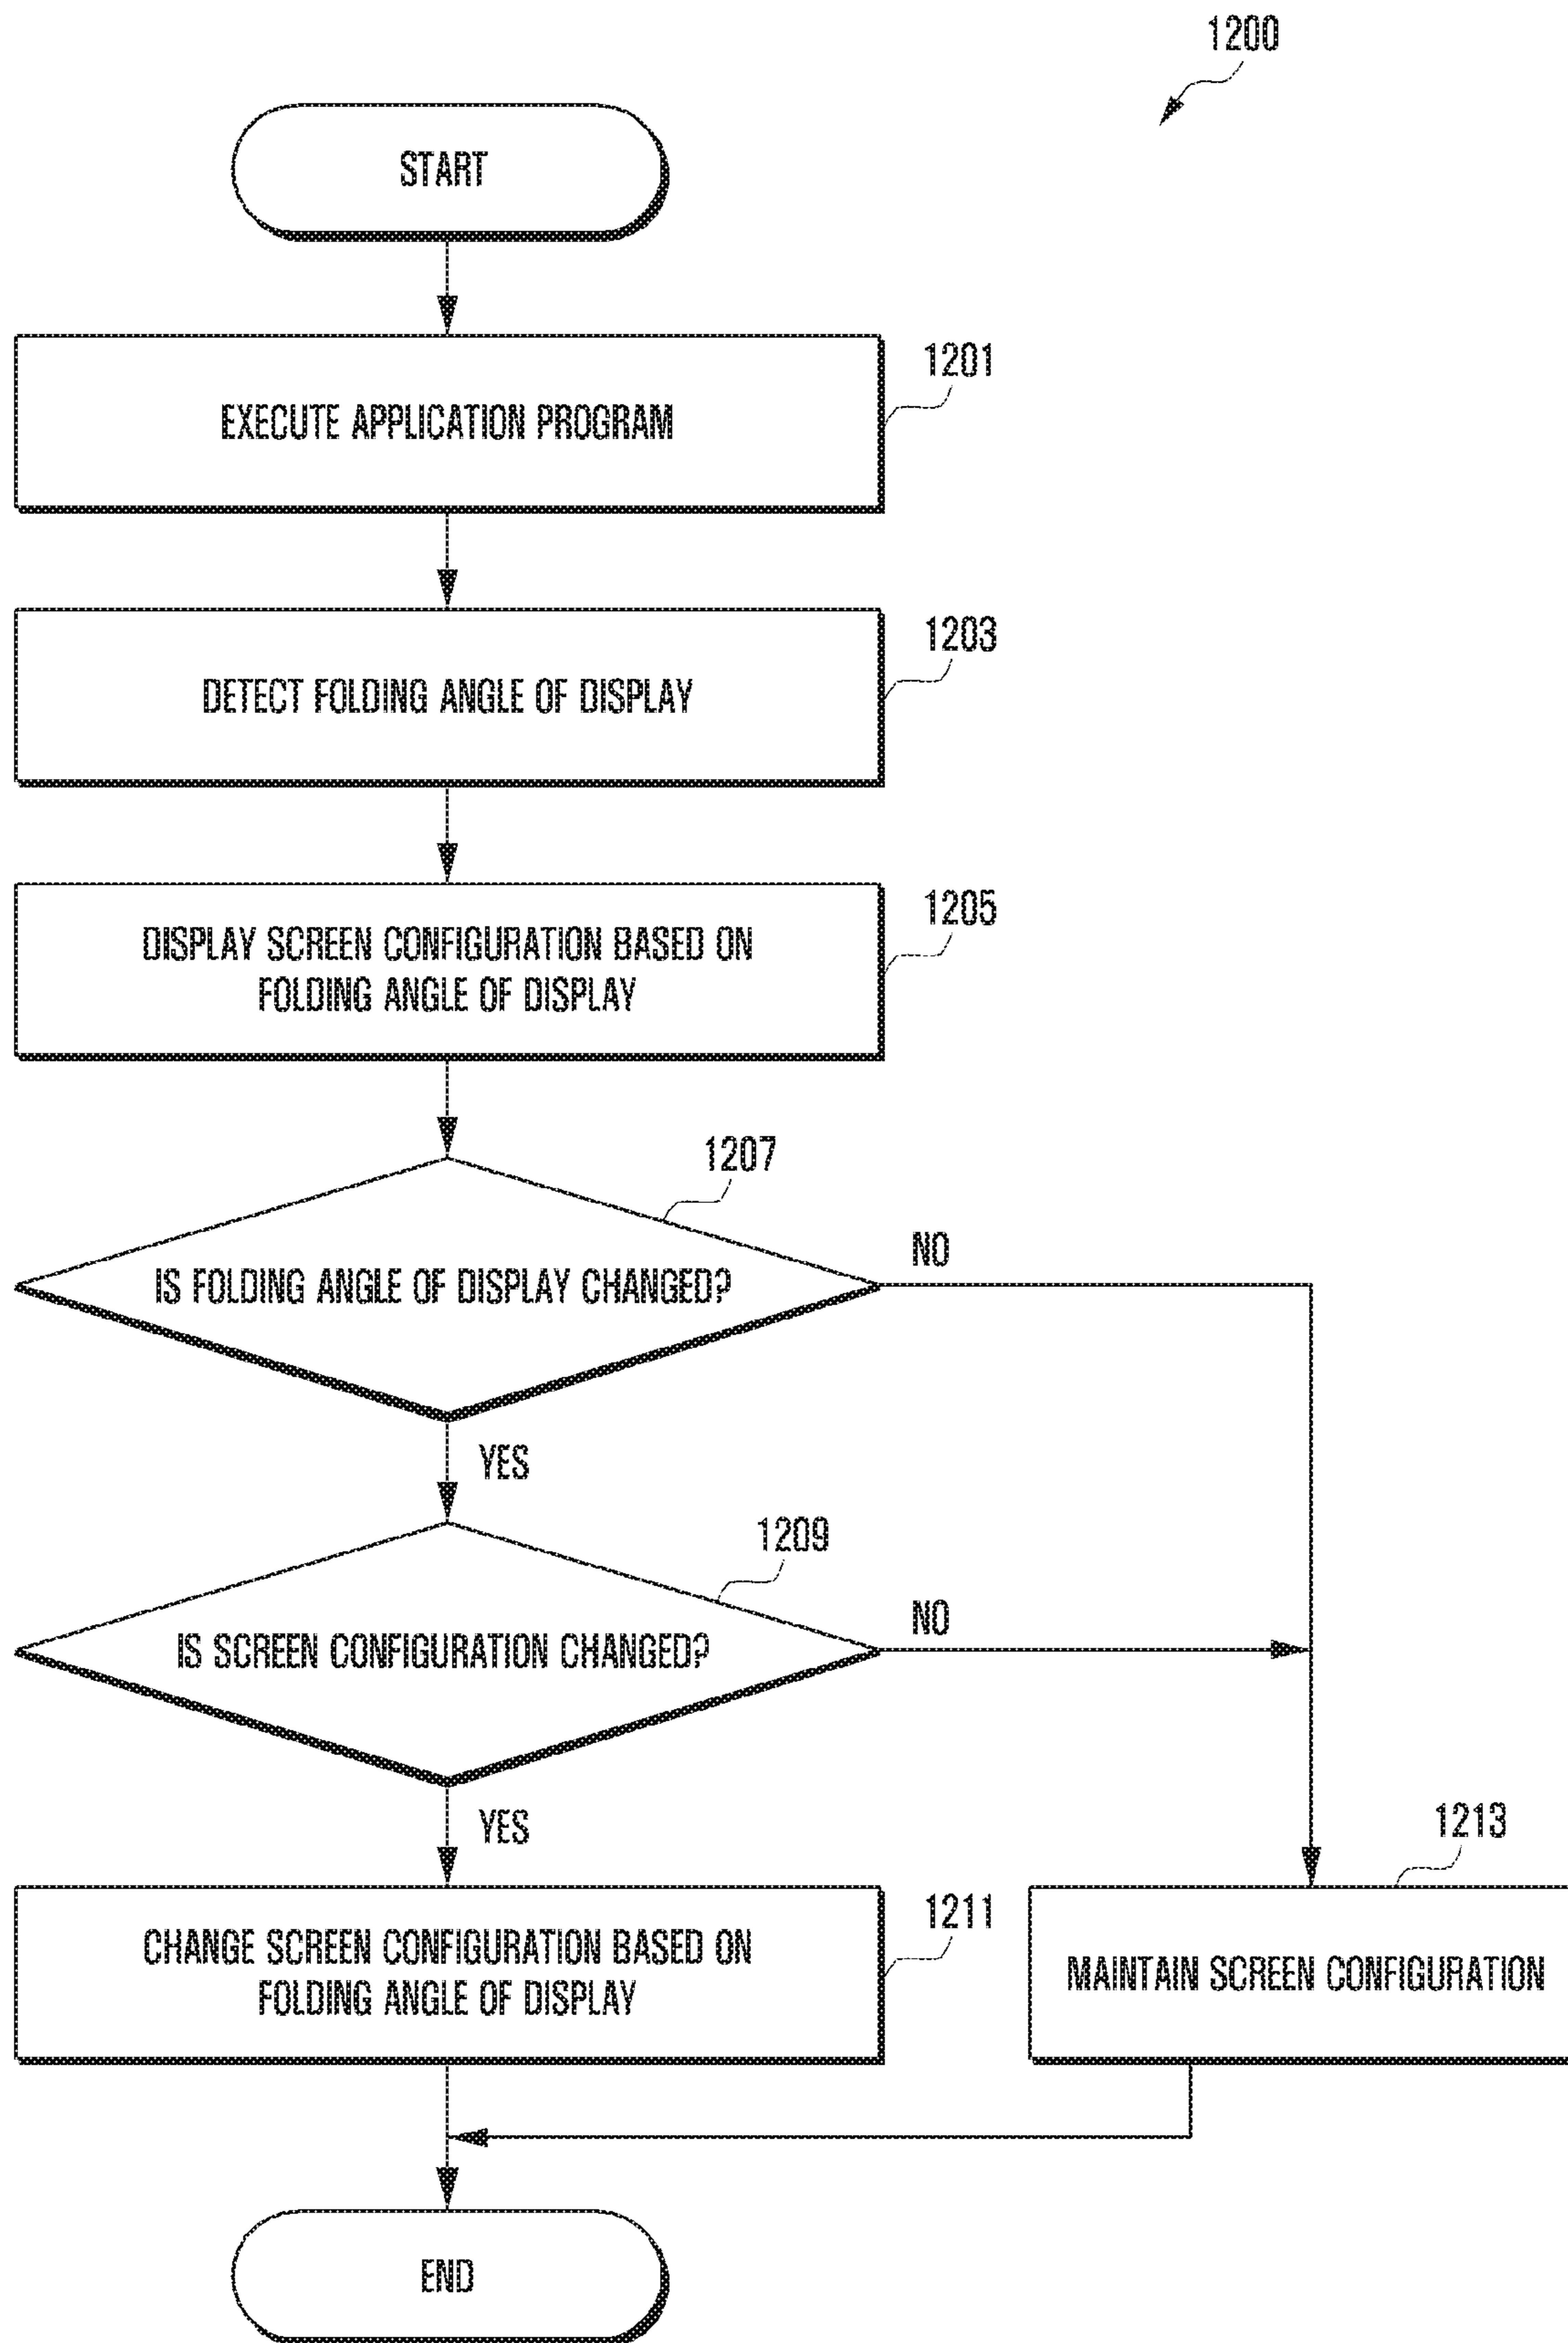 1200
START
EXECUTE APPLICATION PROGRAM
1201
DETECT FOLDING ANGLE OF DISPLAY
1203
DISPLAY SCREEN CONFIGURATION BASED ON
FOLDING ANGLE OF DISPLAY
1205
1207
IS FOLDING ANGLE OF DISPLAY CHANGED?
NO
YES
1209
IS SCREEN CONFIGURATION CHANGED?
NO
YES
CHANGE SCREEN CONFIGURATION BASED ON
FOLDING ANGLE OF DISPLAY
1211
1213
MAINTAIN SCREEN CONFIGURATION
END